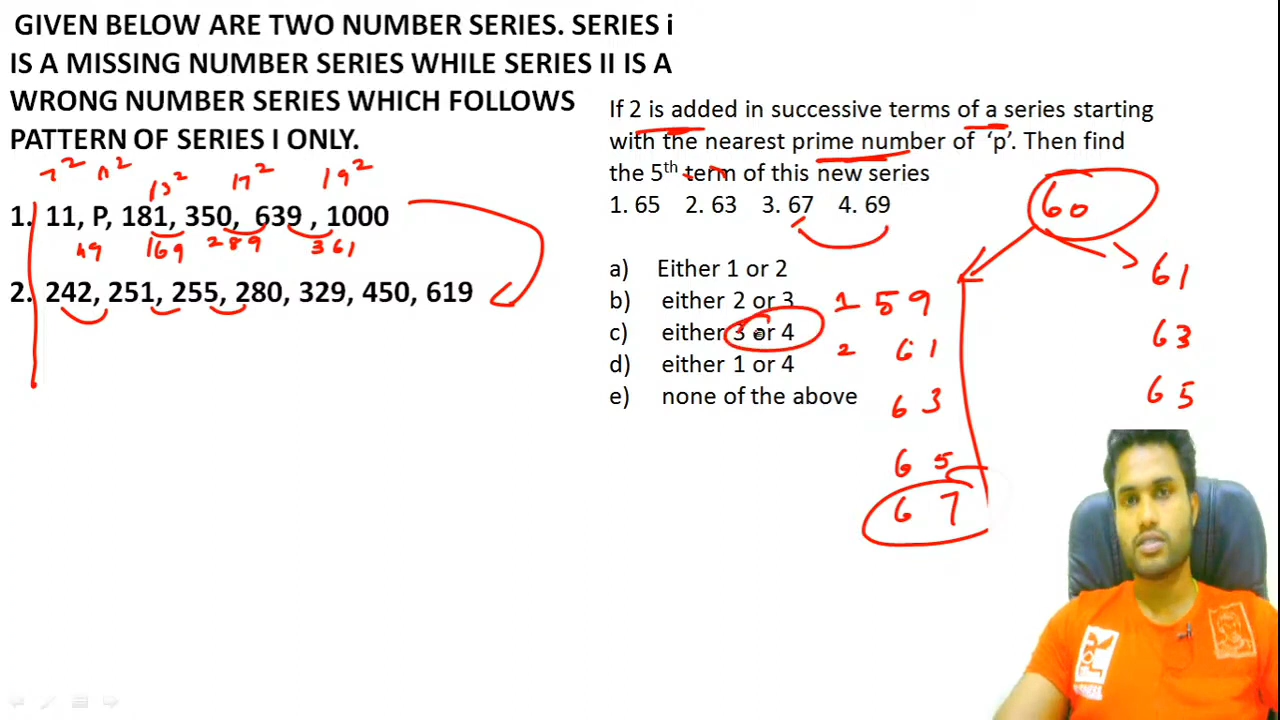 GIVEN BELOW ARE TWO NUMBER SERIES. SERIES i
IS A MISSING NUMBER SERIES WHILE SERIES II IS A
WRONG NUMBER SERIES WHICH FOLLOWS
PATTERN OF SERIES I ONLY.
7² 11² 13² 17² 19²
1. 11, P, 181, 350, 639 , 1000
49 169 289 361
2. 242, 251, 255, 280, 329, 450, 619
If 2 is added in successive terms of a series starting
with the nearest prime number of ‘p’. Then find
the 5th term of this new series
1. 65 2. 63 3. 67 4. 69
a) Either 1 or 2
b) either 2 or 3
c) either 3 or 4
d) either 1 or 4
e) none of the above
60
1 59
2 61
63
65
67
61
63
65